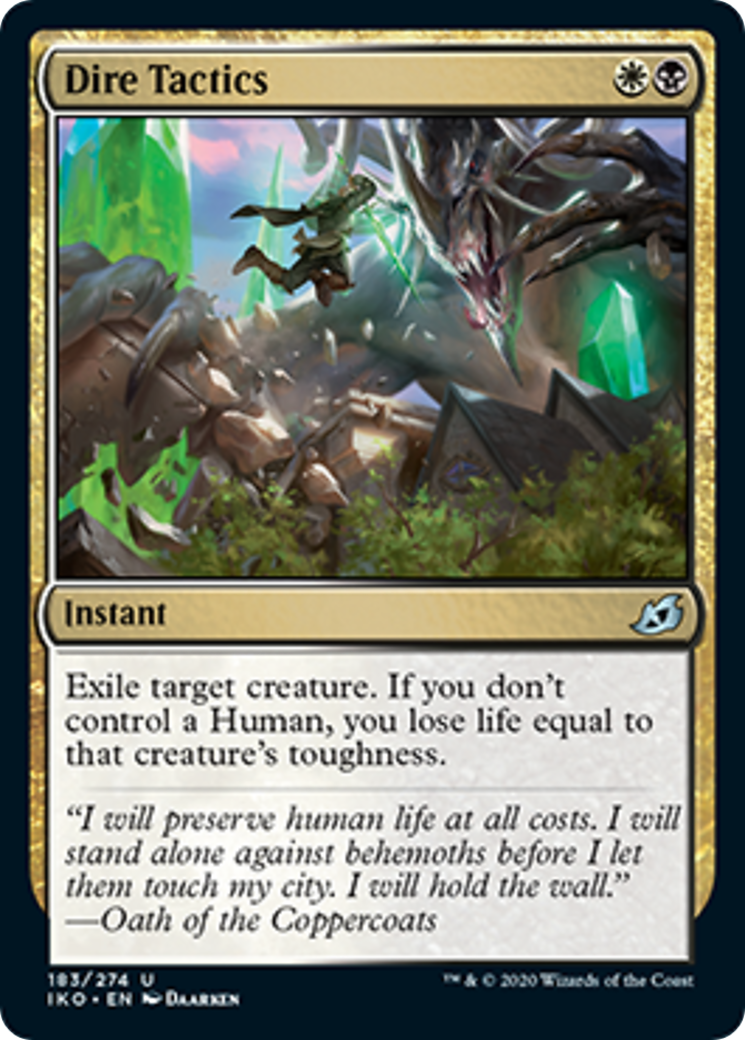 Dire Tactics
Instant
Exile target creature. If you don't
control a Human, you lose life equal to
that creature's toughness.
"I will preserve human life at all costs. I will
stand alone against behemoths before I let
them touch my city. I will hold the wall."
—Oath of the Coppercoats
183/274 U
™ & © 2020 Wizards of the Coast
IKO • EN Daarken